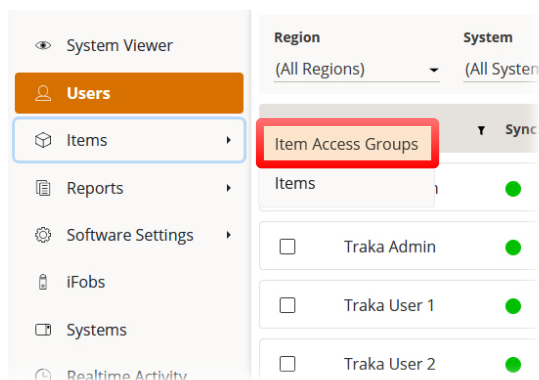 System Viewer
Users
Items
Reports
Software Settings
iFobs
Systems
Realtime Activity
Region
System
(All Regions)
(All System
Sync
Item Access Groups
Items
Traka Admin
Traka User 1
Traka User 2